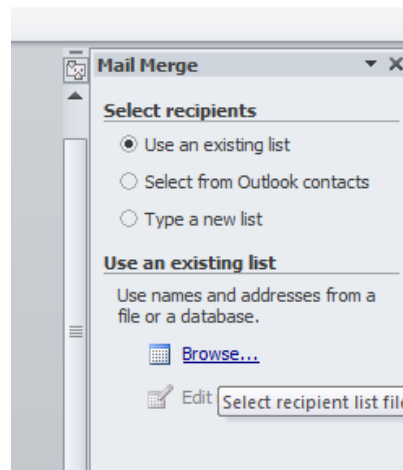 Mail Merge
Select recipients
Use an existing list
Select from Outlook contacts
Type a new list
Use an existing list
Use names and addresses from a
file or a database.
Browse...
Edit
Select recipient list file